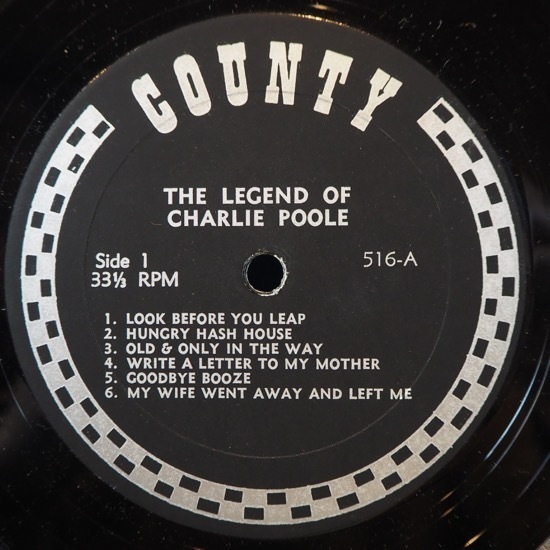 COUNTY
THE LEGEND OF
CHARLIE POOLE
Side 1
33⅓ RPM
516-A
1. LOOK BEFORE YOU LEAP
2. HUNGRY HASH HOUSE
3. OLD & ONLY IN THE WAY
4. WRITE A LETTER TO MY MOTHER
5. GOODBYE BOOZE
6. MY WIFE WENT AWAY AND LEFT ME